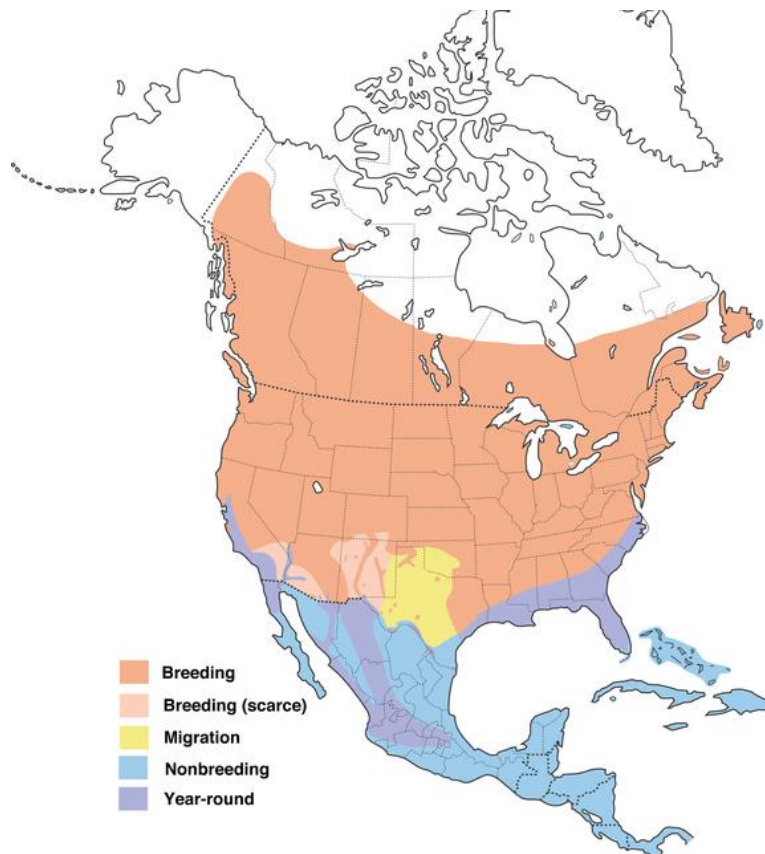 Breeding
Breeding (scarce)
Migration
Nonbreeding
Year-round